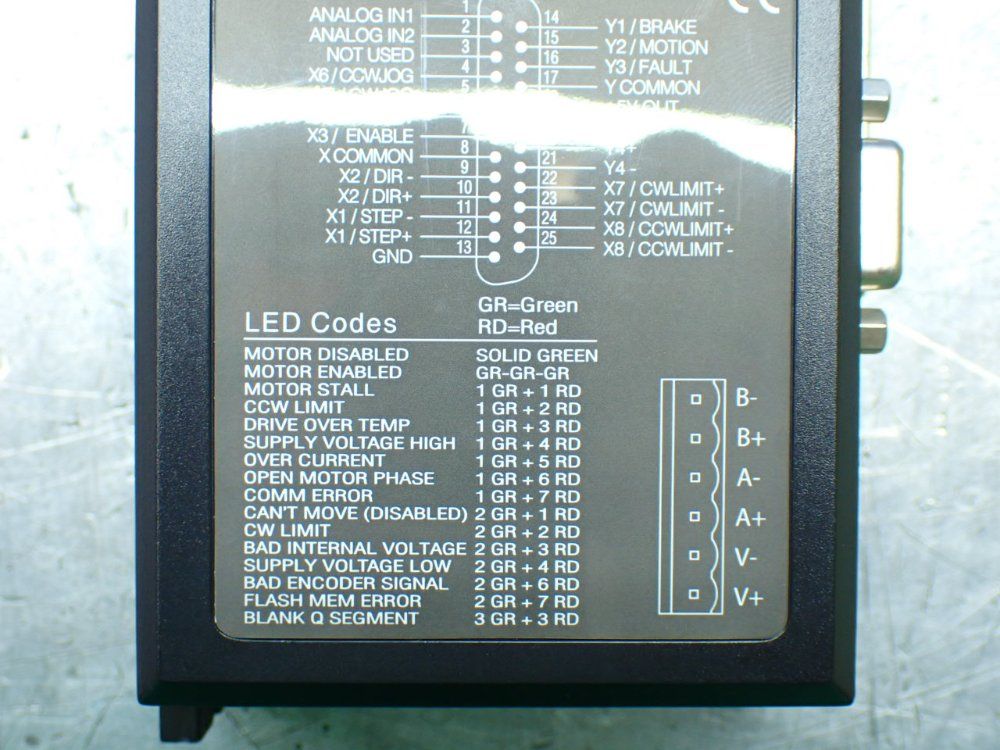 CE
1
ANALOG IN1
2
14
Y1 / BRAKE
ANALOG IN2
3
15
Y2 / MOTION
NOT USED
4
16
Y3 / FAULT
X6 / CCWJOG
5
17
Y COMMON
+5V OUT
7
X3 / ENABLE
8
Y4+
X COMMON
9
21
Y4 -
X2 / DIR -
10
22
X7 / CWLIMIT+
X2 / DIR+
11
23
X7 / CWLIMIT -
X1 / STEP -
12
24
X8 / CCWLIMIT+
X1 / STEP+
13
25
X8 / CCWLIMIT -
GND
GR=Green
LED Codes RD=Red
MOTOR DISABLED SOLID GREEN
MOTOR ENABLED GR-GR-GR
MOTOR STALL 1 GR + 1 RD
CCW LIMIT 1 GR + 2 RD
DRIVE OVER TEMP 1 GR + 3 RD
SUPPLY VOLTAGE HIGH 1 GR + 4 RD
OVER CURRENT 1 GR + 5 RD
OPEN MOTOR PHASE 1 GR + 6 RD
COMM ERROR 1 GR + 7 RD
CAN'T MOVE (DISABLED) 2 GR + 1 RD
CW LIMIT 2 GR + 2 RD
BAD INTERNAL VOLTAGE 2 GR + 3 RD
SUPPLY VOLTAGE LOW 2 GR + 4 RD
BAD ENCODER SIGNAL 2 GR + 6 RD
FLASH MEM ERROR 2 GR + 7 RD
BLANK Q SEGMENT 3 GR + 3 RD
B-
B+
A-
A+
V-
V+